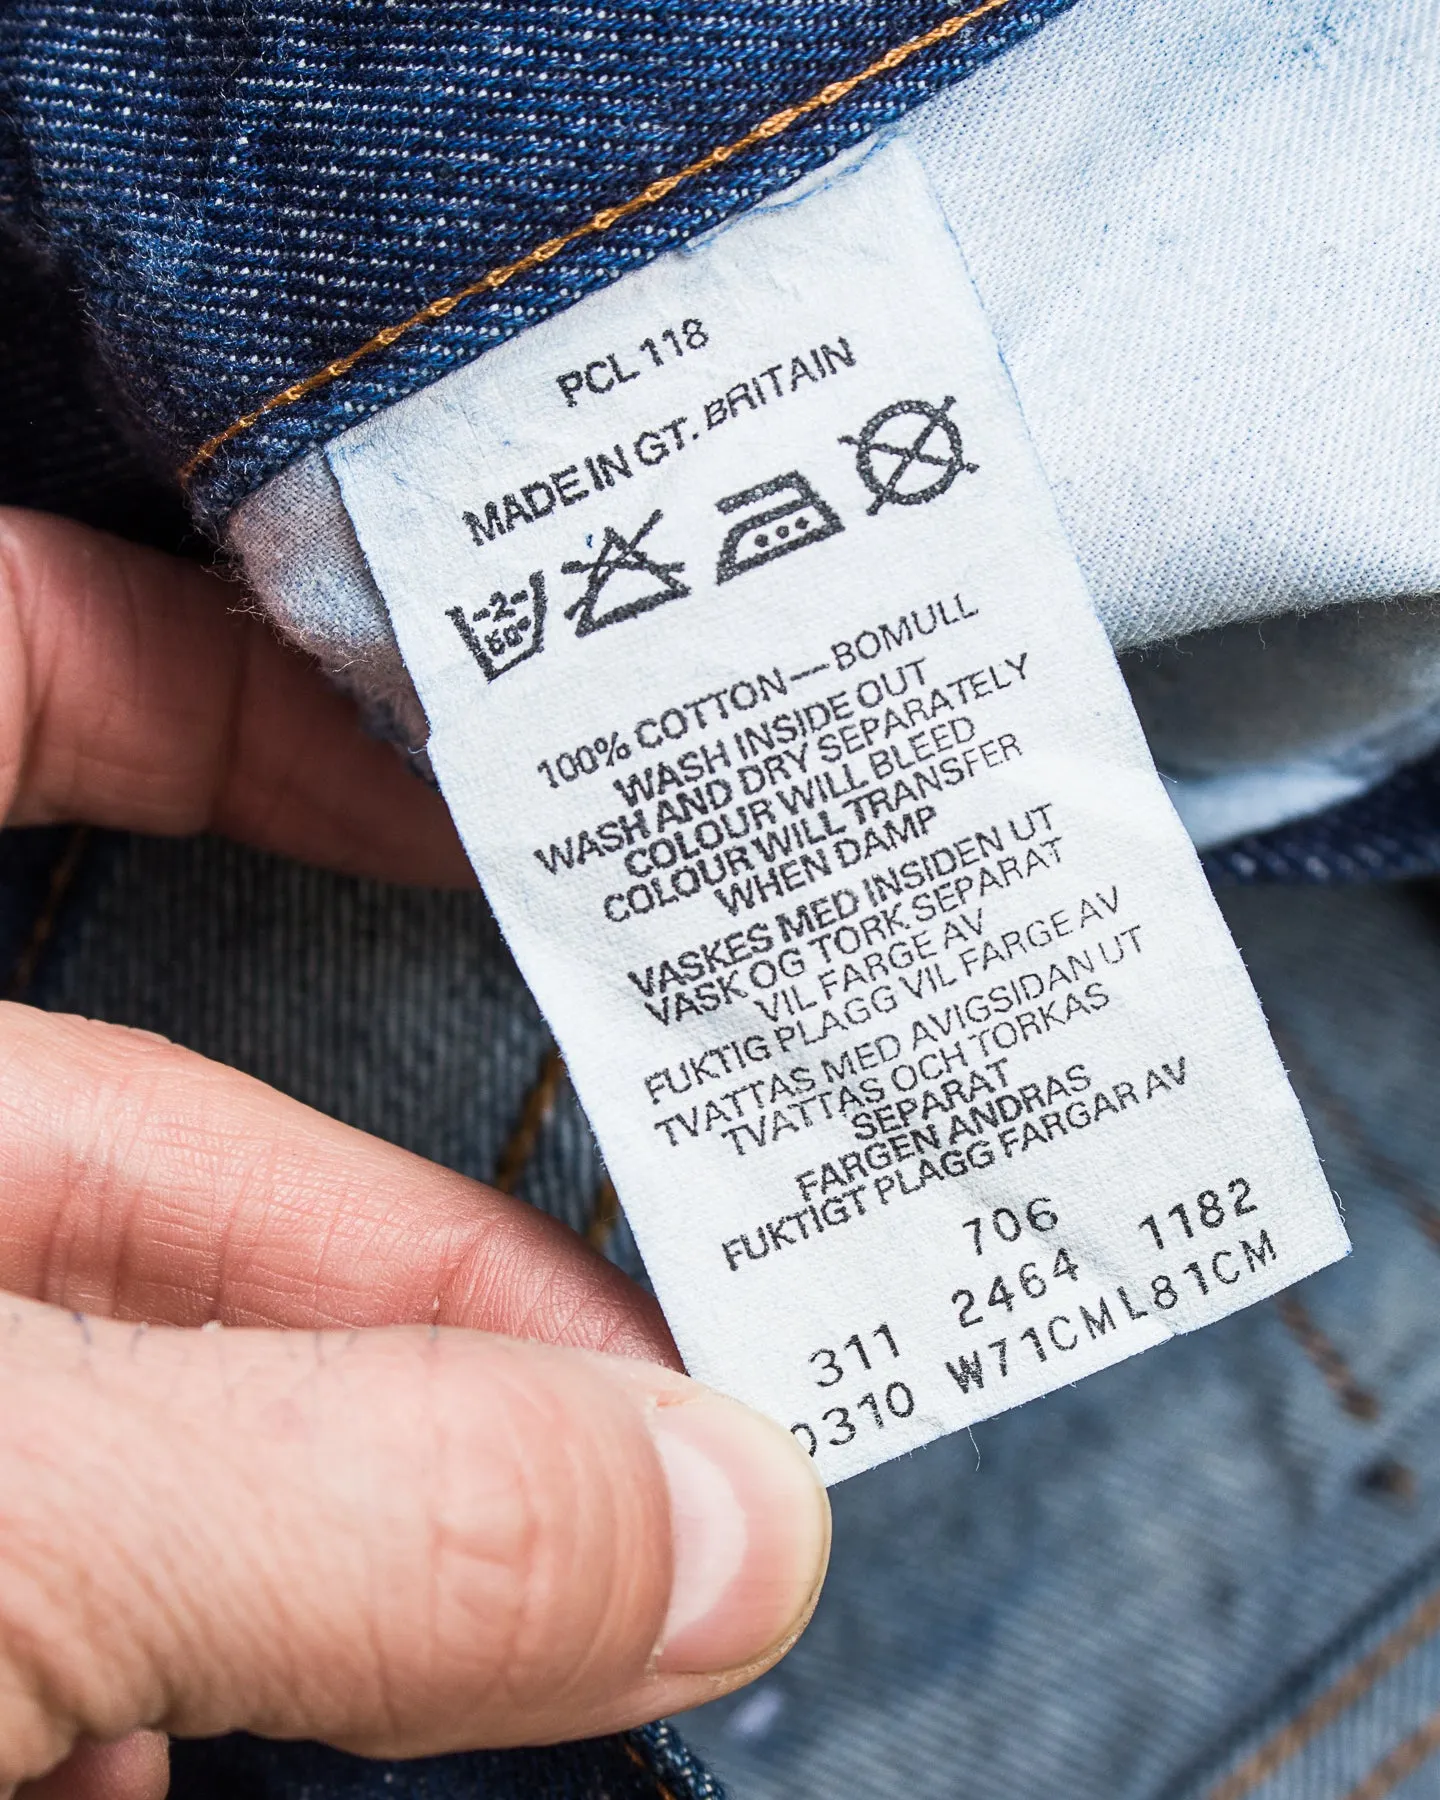 PCL 118
MADE IN GT. BRITAIN
-2-
60°
100% COTTON—BOMULL
WASH INSIDE OUT
WASH AND DRY SEPARATELY
COLOUR WILL BLEED
COLOUR WILL TRANSFER
WHEN DAMP
VASKES MED INSIDEN UT
VASK OG TORK SEPARAT
VIL FARGE AV
FUKTIG PLAGG VIL FARGE AV
TVATTAS MED AVIGSIDAN UT
TVATTAS OCH TORKAS
SEPARAT
FARGEN ANDRAS
FUKTIGT PLAGG FARGAR AV
706
311 2464 1182
0310 W71CM L81CM